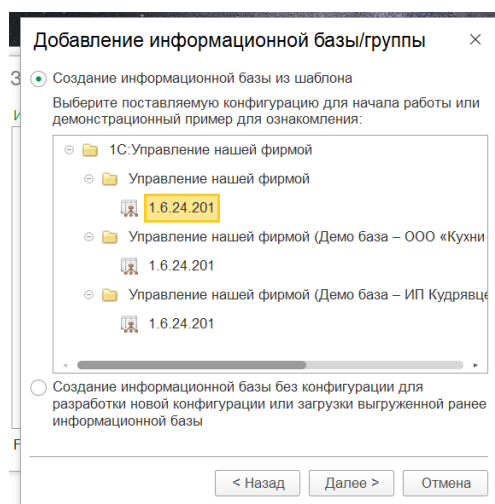 Добавление информационной базы/группы
З
Создание информационной базы из шаблона
Выберите поставляемую конфигурацию для начала работы или
демонстрационный пример для ознакомления:
1С:Управление нашей фирмой
Управление нашей фирмой
1.6.24.201
Управление нашей фирмой (Демо база – ООО «Кухни
1.6.24.201
Управление нашей фирмой (Демо база – ИП Кудрявце
1.6.24.201
Создание информационной базы без конфигурации для
разработки новой конфигурации или загрузки выгруженной ранее
информационной базы
F
< Назад
Далее >
Отмена